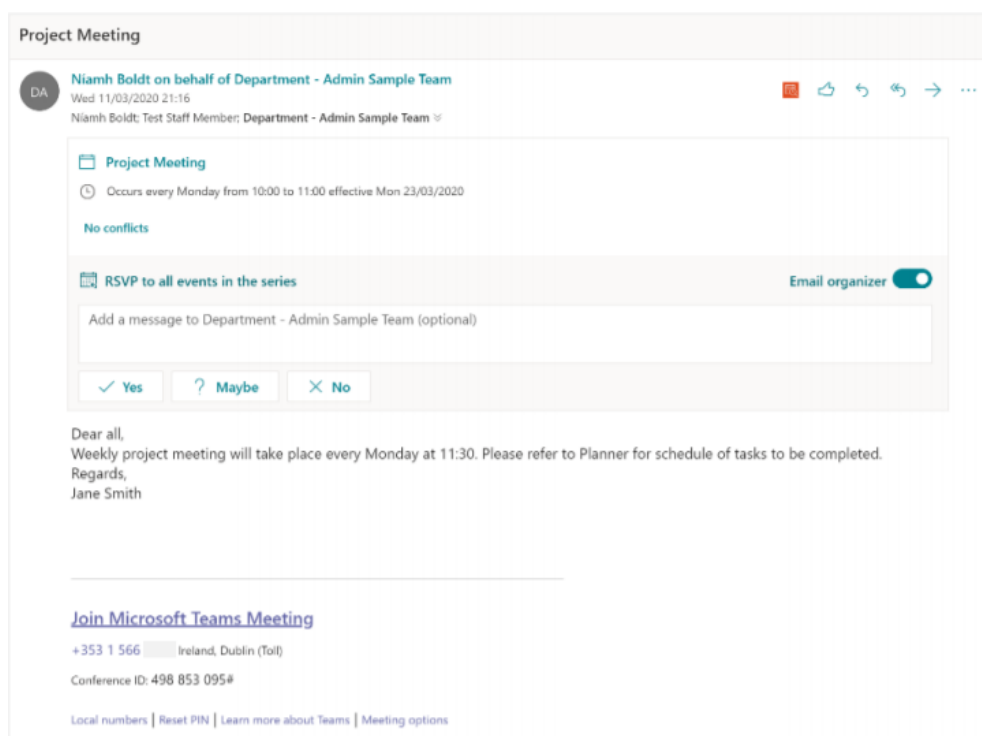 Project Meeting
DA
Niamh Boldt on behalf of Department - Admin Sample Team
Wed 11/03/2020 21:16
Niamh Boldt; Test Staff Member; Department - Admin Sample Team
Project Meeting
Occurs every Monday from 10:00 to 11:00 effective Mon 23/03/2020
No conflicts
RSVP to all events in the series
Email organizer
Add a message to Department - Admin Sample Team (optional)
Yes
? Maybe
No
Dear all,
Weekly project meeting will take place every Monday at 11:30. Please refer to Planner for schedule of tasks to be completed.
Regards,
Jane Smith
Join Microsoft Teams Meeting
+353 1 566 Ireland, Dublin (Toll)
Conference ID: 498 853 095#
Local numbers | Reset PIN | Learn more about Teams | Meeting options